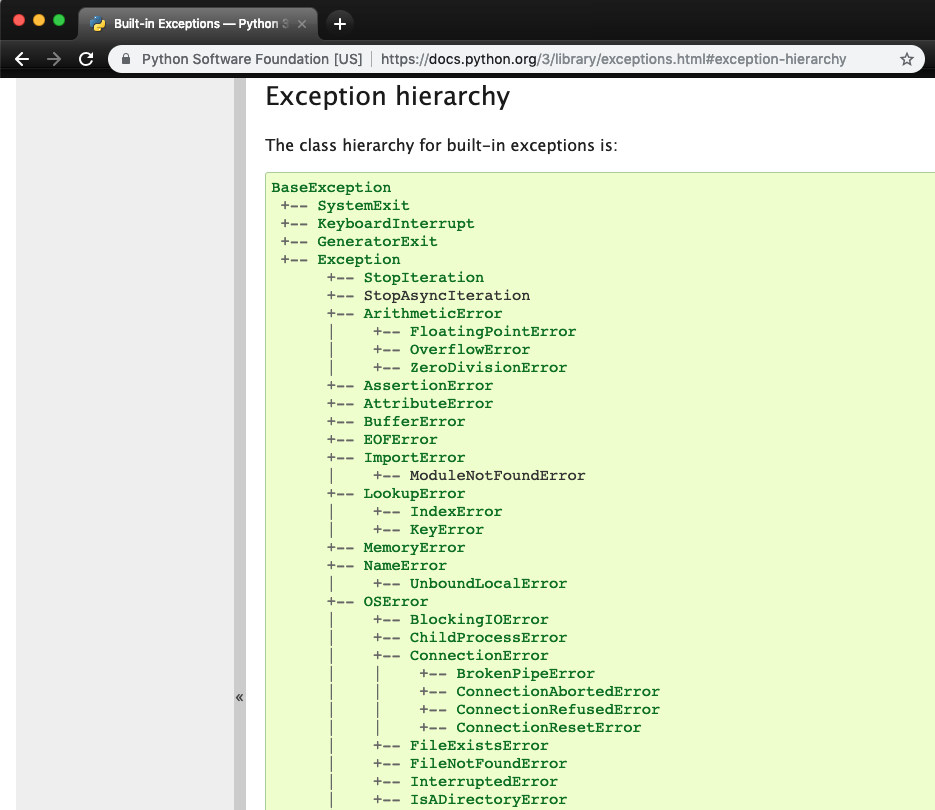 Built-in Exceptions — Python 3
Python Software Foundation [US] https://docs.python.org/3/library/exceptions.html#exception-hierarchy
Exception hierarchy
The class hierarchy for built-in exceptions is:
BaseException
 +-- SystemExit
 +-- KeyboardInterrupt
 +-- GeneratorExit
 +-- Exception
      +-- StopIteration
      +-- StopAsyncIteration
      +-- ArithmeticError
      |    +-- FloatingPointError
      |    +-- OverflowError
      |    +-- ZeroDivisionError
      +-- AssertionError
      +-- AttributeError
      +-- BufferError
      +-- EOFError
      +-- ImportError
      |    +-- ModuleNotFoundError
      +-- LookupError
      |    +-- IndexError
      |    +-- KeyError
      +-- MemoryError
      +-- NameError
      |    +-- UnboundLocalError
      +-- OSError
      |    +-- BlockingIOError
      |    +-- ChildProcessError
      |    +-- ConnectionError
      |    |    +-- BrokenPipeError
      |    |    +-- ConnectionAbortedError
      |    |    +-- ConnectionRefusedError
      |    |    +-- ConnectionResetError
      |    +-- FileExistsError
      |    +-- FileNotFoundError
      |    +-- InterruptedError
      |    +-- IsADirectoryError
«